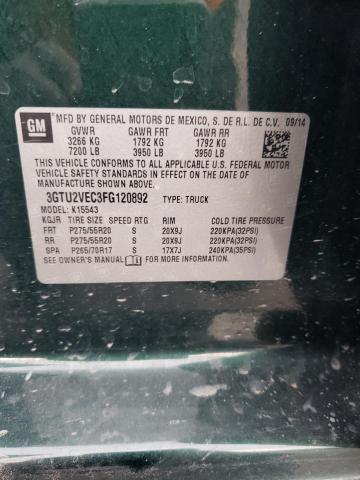 GM MFD BY GENERAL MOTORS DE MEXICO, S. DE R.L. DE C.V. 09/14
GVWR GAWR FRT GAWR RR
3266 KG 1792 KG 1792 KG
7200 LB 3950 LB 3950 LB
THIS VEHICLE CONFORMS TO ALL APPLICABLE U.S. FEDERAL MOTOR
VEHICLE SAFETY STANDARDS IN EFFECT ON THE DATE OF
MANUFACTURE SHOWN ABOVE.
3GTU2VEC3FG120892 TYPE: TRUCK
MODEL: K15543
KGJR TIRE SIZE SPEED RTG RIM COLD TIRE PRESSURE
FRT P275/55R20 S 20X9J 220KPA(32PSI)
RR P275/55R20 S 20X9J 220KPA(32PSI)
SPA P265/70R17 S 17X7J 240KPA(35PSI)
SEE OWNER'S MANUAL FOR ADDITIONAL INFORMATION.